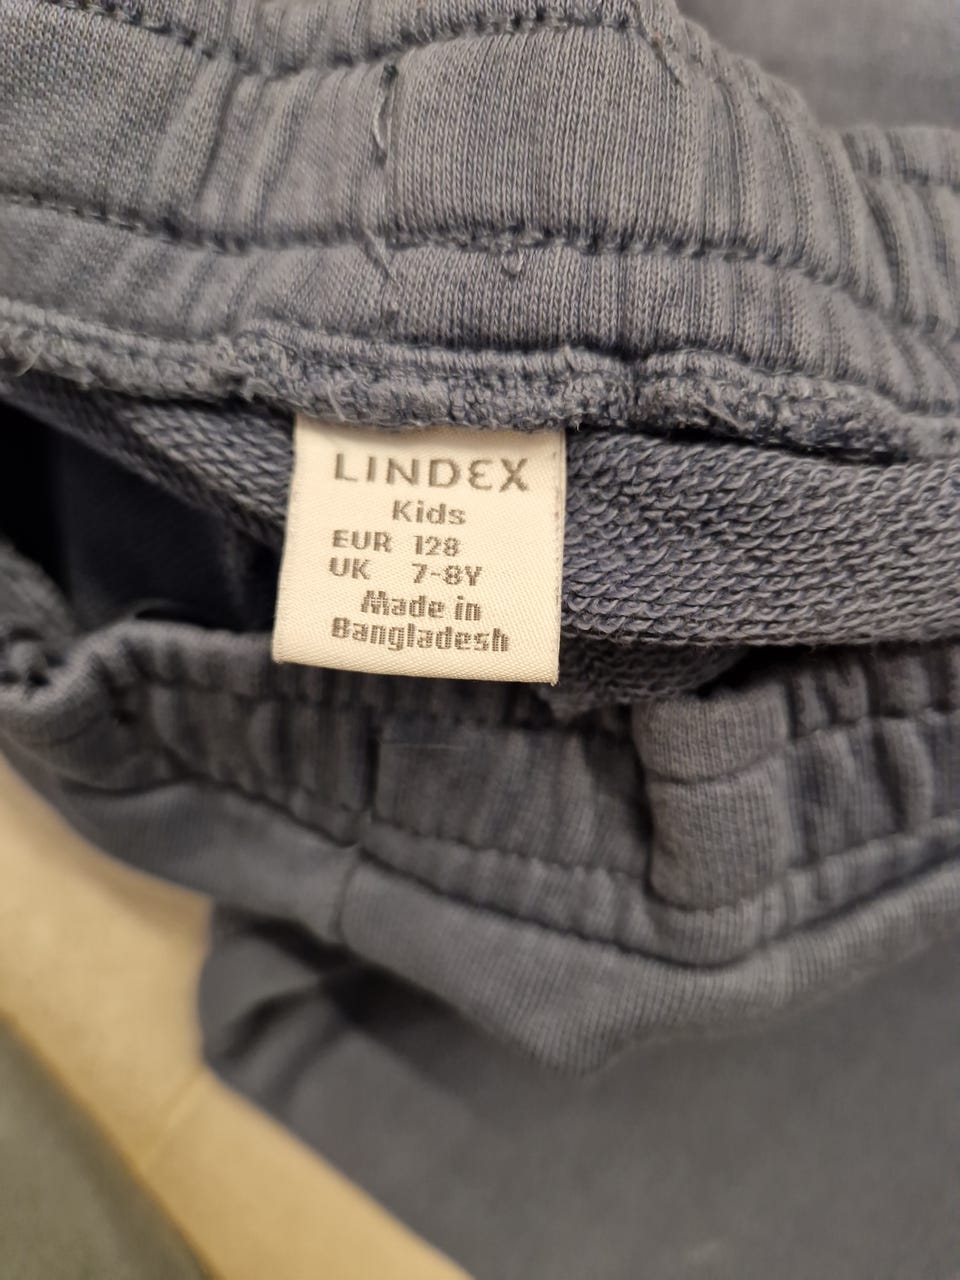 LINDEX
Kids
EUR 128
UK 7-8Y
Made in
Bangladesh